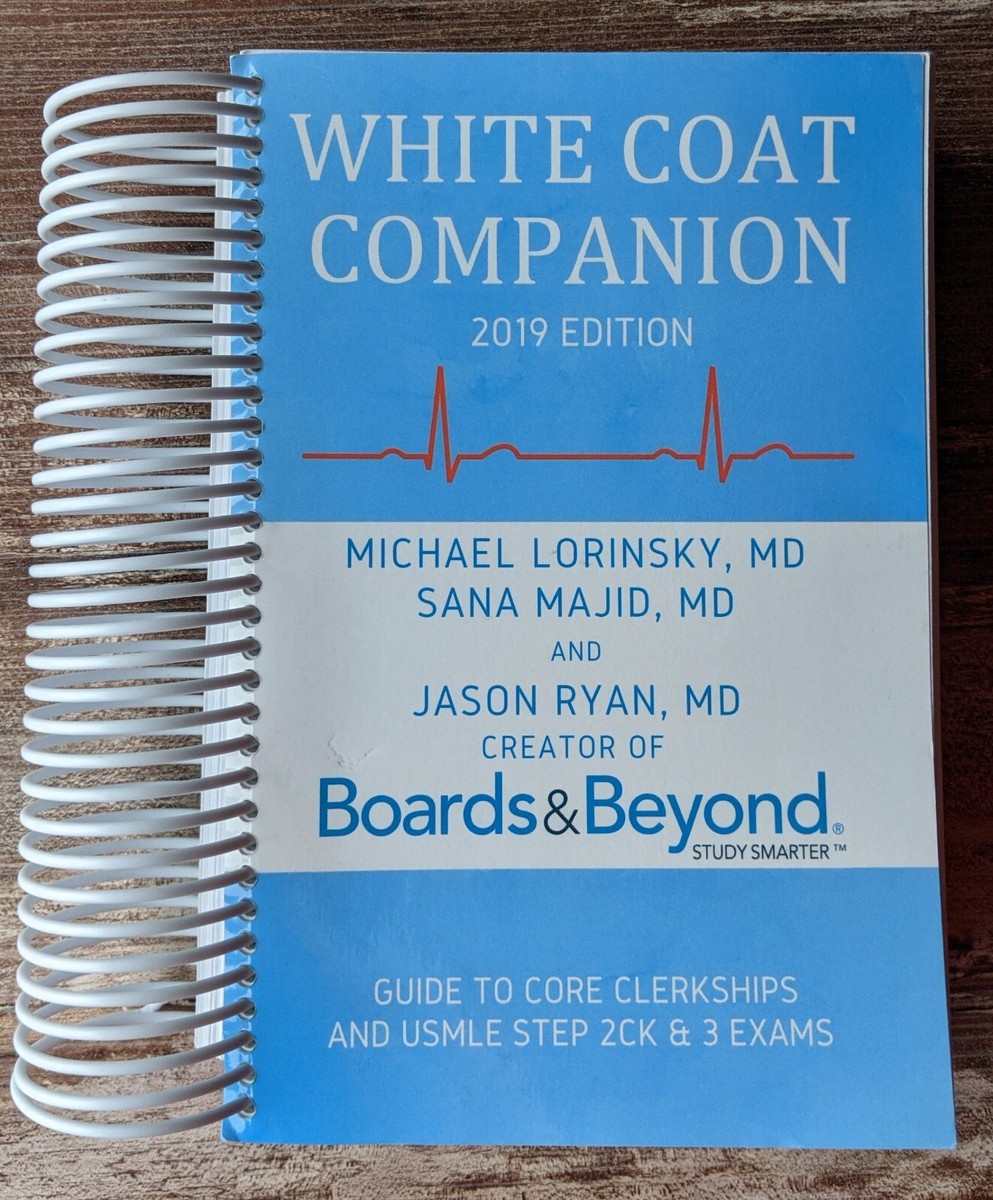 WHITE COAT
COMPANION
2019 EDITION
MICHAEL LORINSKY, MD
SANA MAJID, MD
AND
JASON RYAN, MD
CREATOR OF
Boards&Beyond®
STUDY SMARTER™
GUIDE TO CORE CLERKSHIPS
AND USMLE STEP 2CK & 3 EXAMS